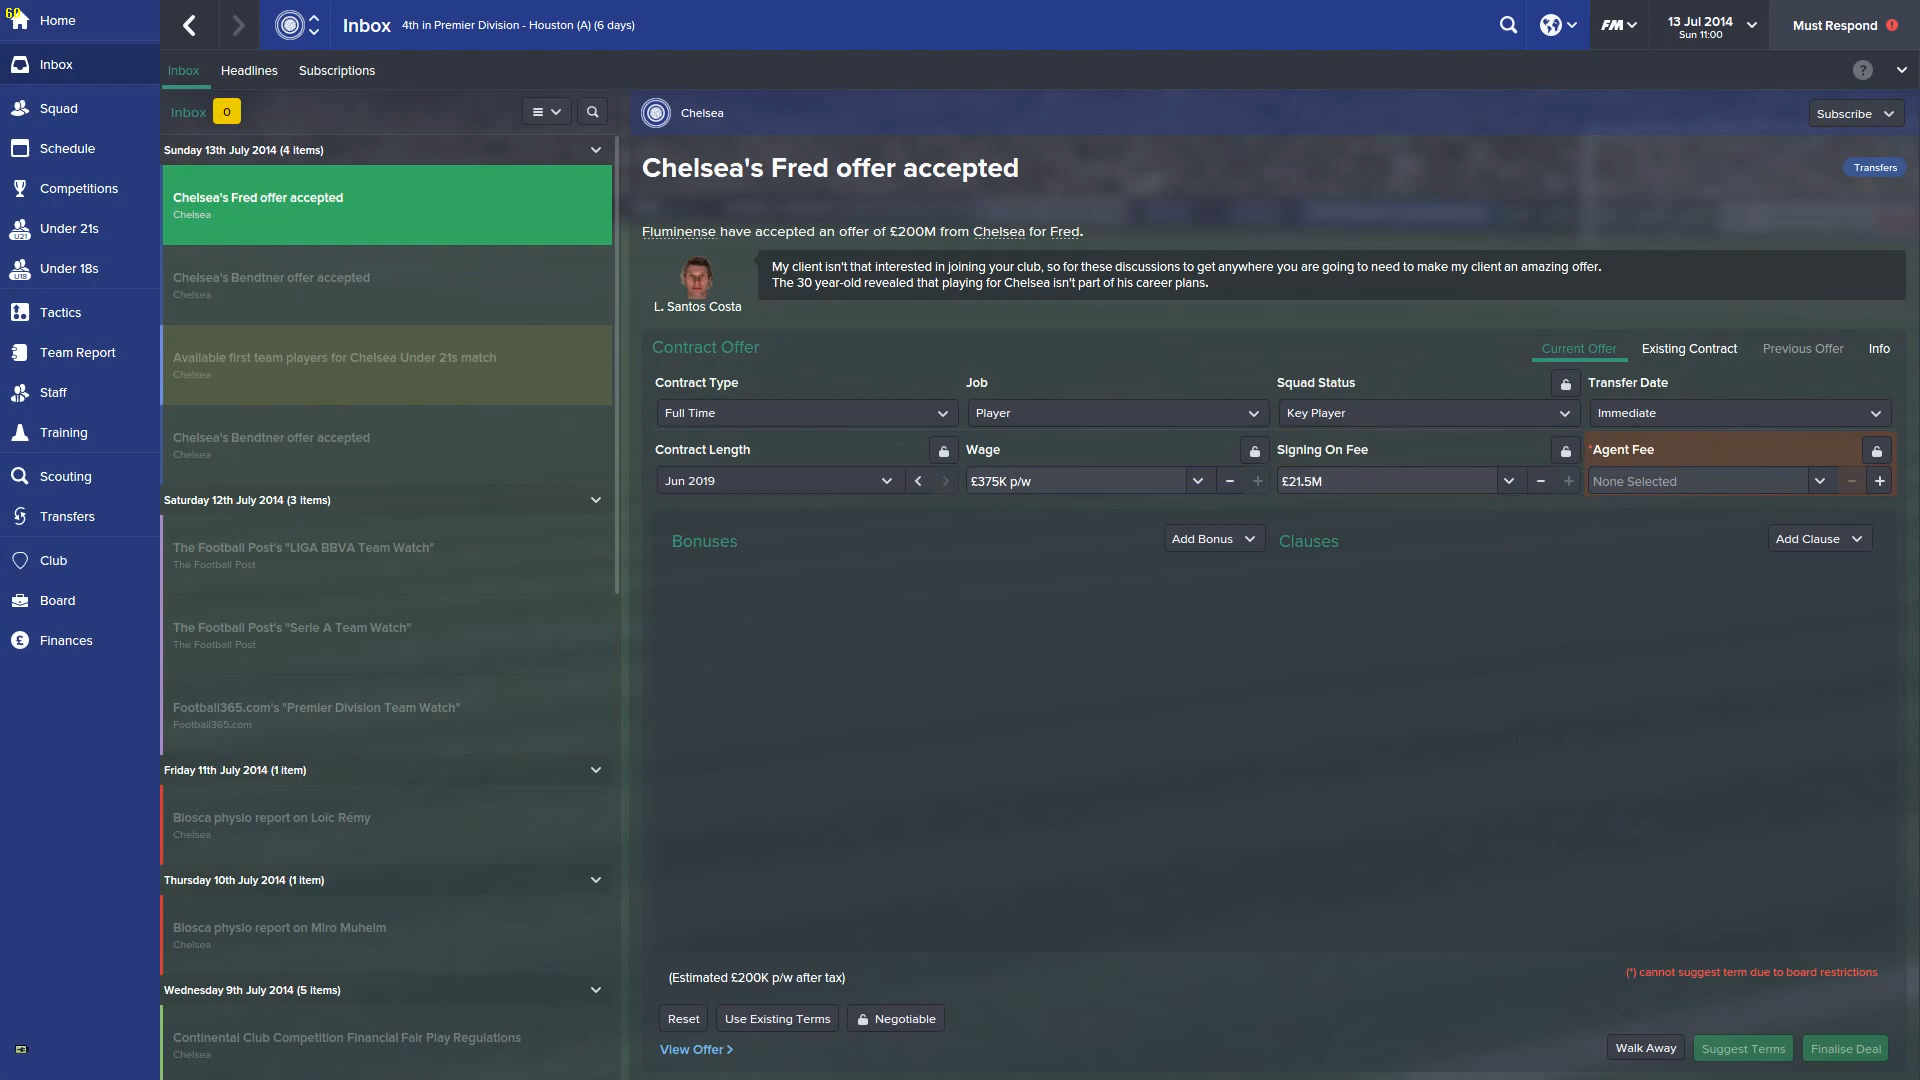 60
Home
Inbox
Squad
Schedule
Competitions
U21
Under 21s
U18
Under 18s
Tactics
Team Report
Staff
Training
Scouting
Transfers
Club
Board
Finances
Inbox 4th in Premier Division - Houston (A) (6 days)
FM
13 Jul 2014
Sun 11:00
Must Respond
Inbox Headlines Subscriptions
Inbox 0
Sunday 13th July 2014 (4 items)
Chelsea's Fred offer accepted
Chelsea
Chelsea's Bendtner offer accepted
Chelsea
Available first team players for Chelsea Under 21s match
Chelsea
Chelsea's Bendtner offer accepted
Chelsea
Saturday 12th July 2014 (3 items)
The Football Post's "LIGA BBVA Team Watch"
The Football Post
The Football Post's "Serie A Team Watch"
The Football Post
Football365.com's "Premier Division Team Watch"
Football365.com
Friday 11th July 2014 (1 item)
Biosca physio report on Loïc Rémy
Chelsea
Thursday 10th July 2014 (1 item)
Biosca physio report on Miro Muheim
Chelsea
Wednesday 9th July 2014 (5 items)
Continental Club Competition Financial Fair Play Regulations
Chelsea
Chelsea
Subscribe
Chelsea's Fred offer accepted
Transfers
Fluminense have accepted an offer of £200M from Chelsea for Fred.
My client isn't that interested in joining your club, so for these discussions to get anywhere you are going to need to make my client an amazing offer.
The 30 year-old revealed that playing for Chelsea isn't part of his career plans.
L. Santos Costa
Contract Offer
Current Offer Existing Contract Previous Offer Info
Contract Type Job Squad Status Transfer Date
Full Time Player Key Player Immediate
Contract Length Wage Signing On Fee *Agent Fee
Jun 2019 £375K p/w £21.5M None Selected
Bonuses Add Bonus Clauses Add Clause
(Estimated £200K p/w after tax)
(*) cannot suggest term due to board restrictions
Reset Use Existing Terms Negotiable
View Offer >
Walk Away Suggest Terms Finalise Deal